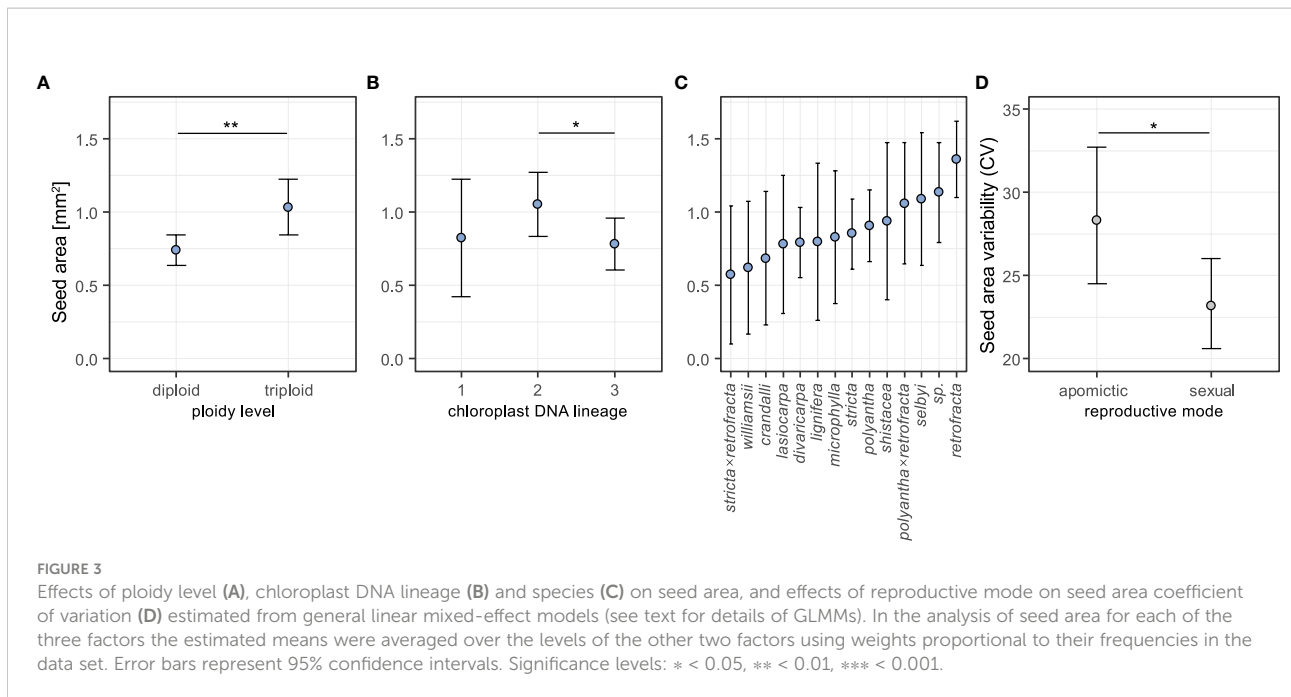 A
B
C
D
Seed area [mm²]
1.5
1.0
0.5
0.0
**
diploid
triploid
ploidy level
1.5
1.0
0.5
0.0
*
1
2
3
chloroplast DNA lineage
1.5
1.0
0.5
0.0
stricta×retrofracta
williamsii
crandalli
lasiocarpa
divaricarpa
lignifera
microphylla
stricta
polyantha
shistacea
polyantha×retrofracta
selbyi
sp.
retrofracta
Seed area variability (CV)
35
30
25
20
*
apomictic
sexual
reproductive mode
FIGURE 3
Effects of ploidy level (A), chloroplast DNA lineage (B) and species (C) on seed area, and effects of reproductive mode on seed area coefficient
of variation (D) estimated from general linear mixed-effect models (see text for details of GLMMs). In the analysis of seed area for each of the
three factors the estimated means were averaged over the levels of the other two factors using weights proportional to their frequencies in the
data set. Error bars represent 95% confidence intervals. Significance levels: * < 0.05, ** < 0.01, *** < 0.001.